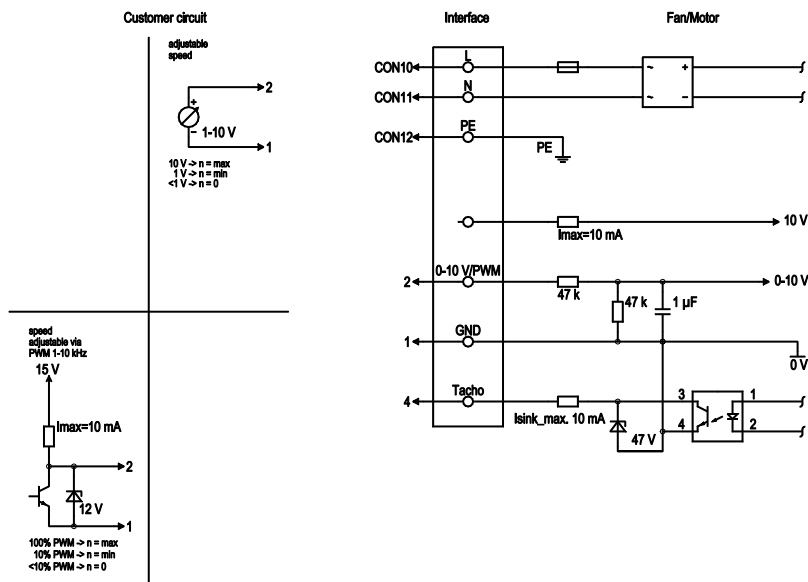 Customer circuit
Interface
Fan/Motor
adjustable
speed
2
+
1-10 V
−
1
10 V -> n = max
1 V -> n = min
<1 V -> n = 0
speed
adjustable via
PWM 1-10 kHz
15 V
Imax=10 mA
2
12 V
1
100% PWM -> n = max
10% PWM -> n = min
<10% PWM -> n = 0
CON10
L
~
+
CON11
N
~
−
CON12
PE
PE
10 V
Imax=10 mA
2
0-10 V/PWM
0-10 V
47 k
47 k
1 µF
1
GND
0 V
4
Tacho
3
1
Isink_max. 10 mA
4
2
47 V